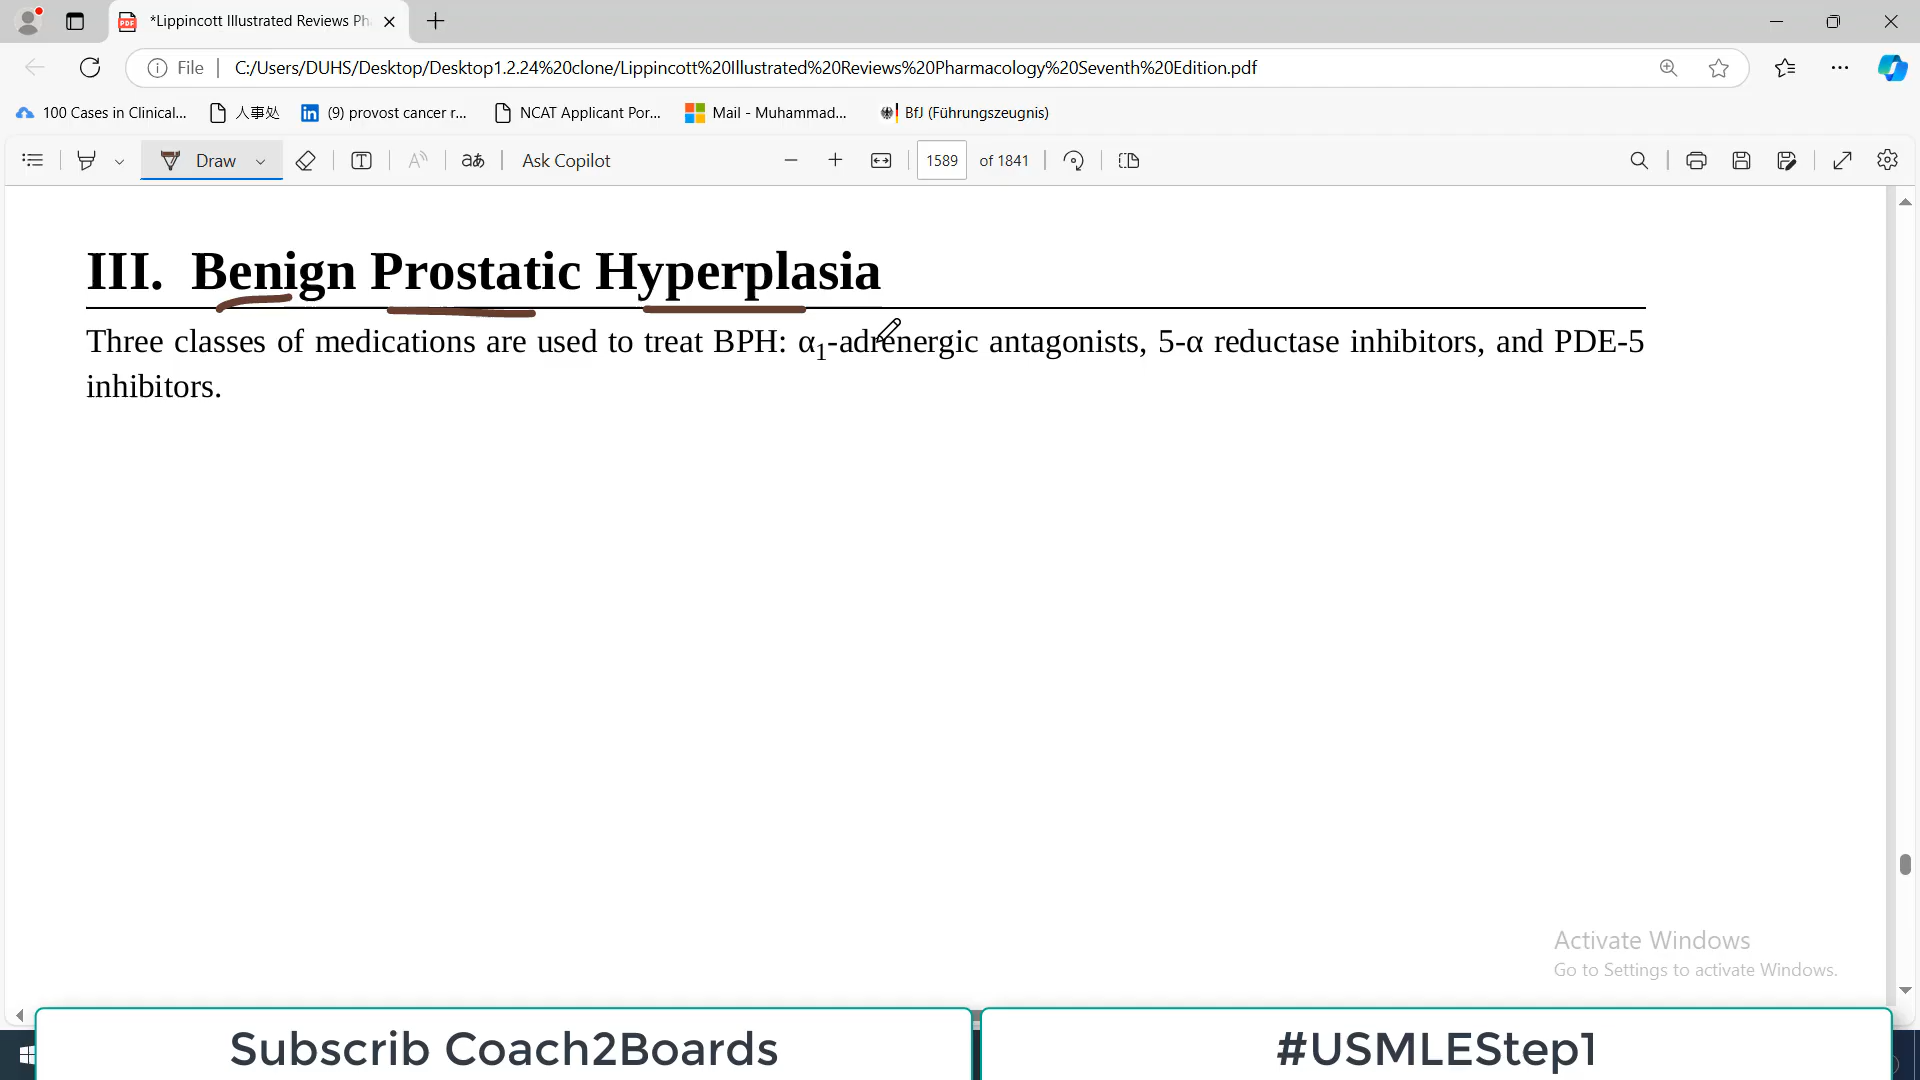 *Lippincott Illustrated Reviews Ph
File
C:/Users/DUHS/Desktop/Desktop1.2.24%20clone/Lippincott%20Illustrated%20Reviews%20Pharmacology%20Seventh%20Edition.pdf
100 Cases in Clinical...
人事处
(9) provost cancer r...
NCAT Applicant Por...
Mail - Muhammad...
BfJ (Führungszeugnis)
Draw
Ask Copilot
1589 of 1841
III. Benign Prostatic Hyperplasia
Three classes of medications are used to treat BPH: α₁-adrenergic antagonists, 5-α reductase inhibitors, and PDE-5
inhibitors.
Activate Windows
Go to Settings to activate Windows.
Subscrib Coach2Boards
#USMLEStep1